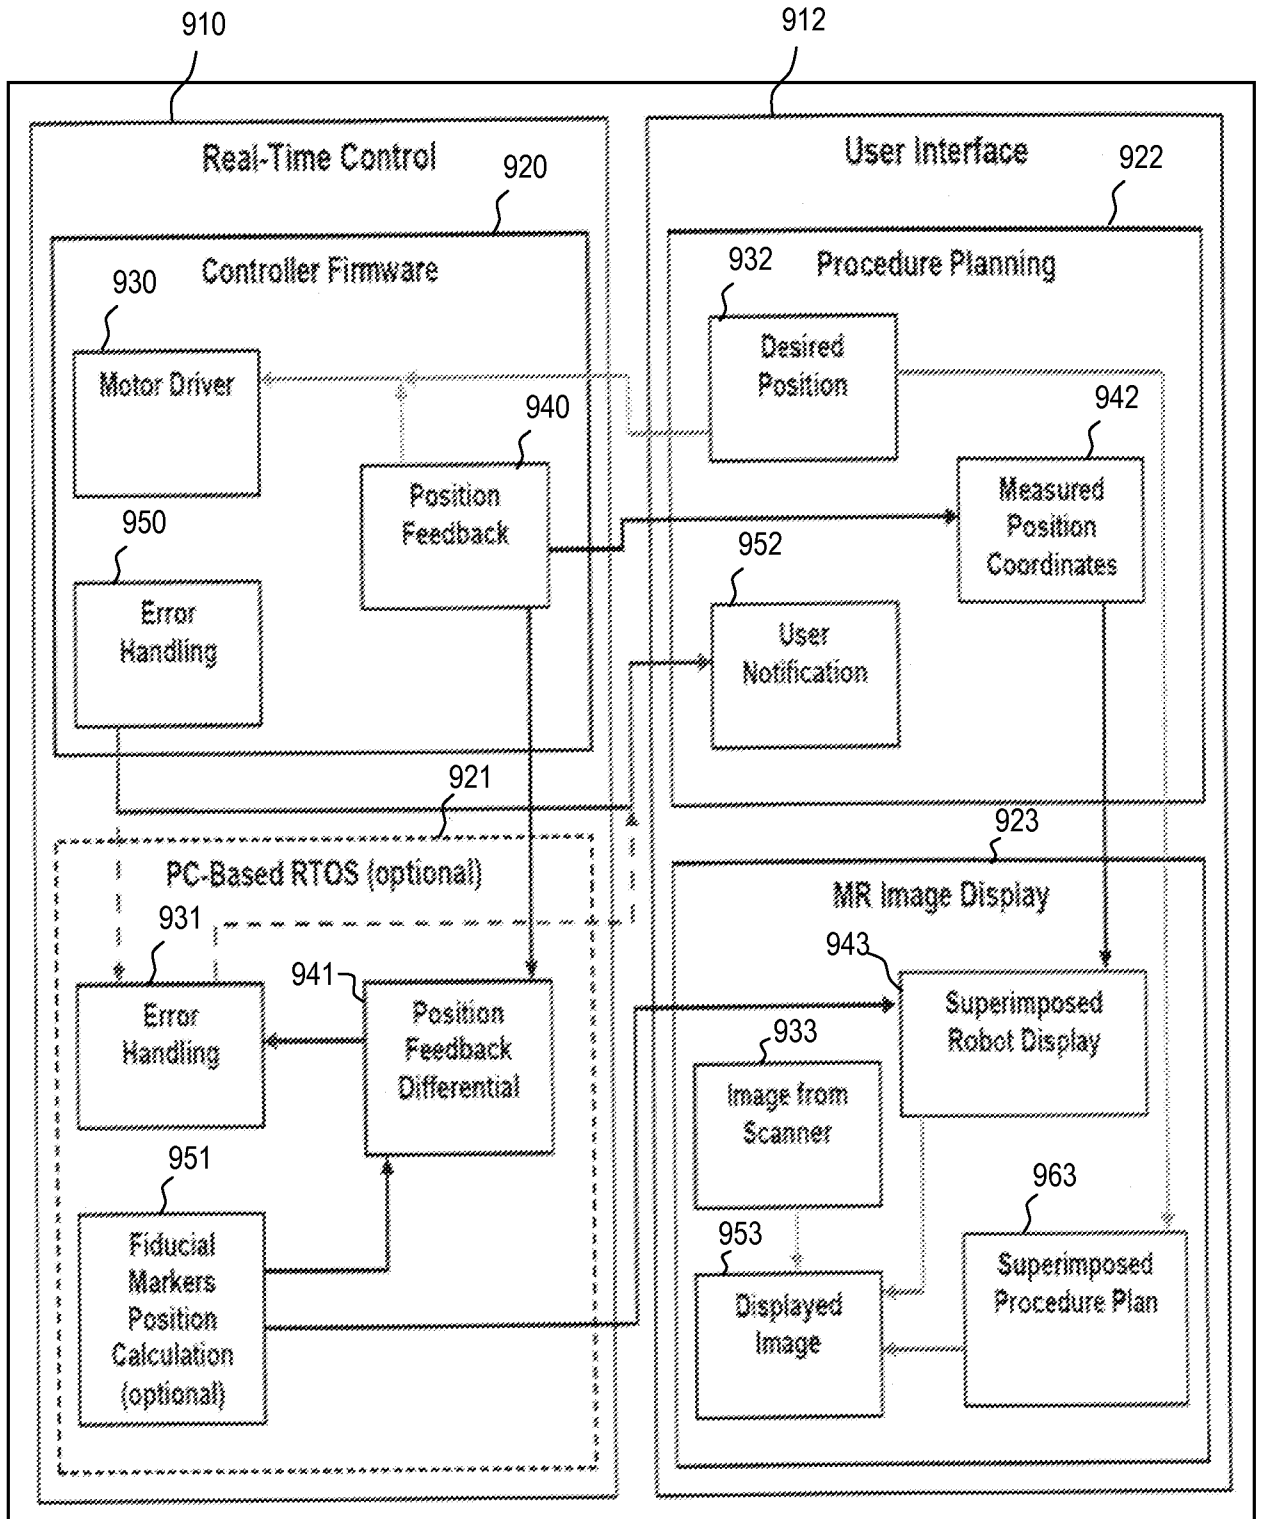 910
912
Real-Time Control
920
Controller Firmware
930
Motor Driver
940
Position
Feedback
950
Error
Handling
921
PC-Based RTOS (optional)
931
Error
Handling
941
Position
Feedback
Differential
951
Fiducial
Markers
Position
Calculation
(optional)
User Interface
922
Procedure Planning
932
Desired
Position
942
Measured
Position
Coordinates
952
User
Notification
923
MR Image Display
943
Superimposed
Robot Display
933
Image from
Scanner
953
Displayed
Image
963
Superimposed
Procedure Plan